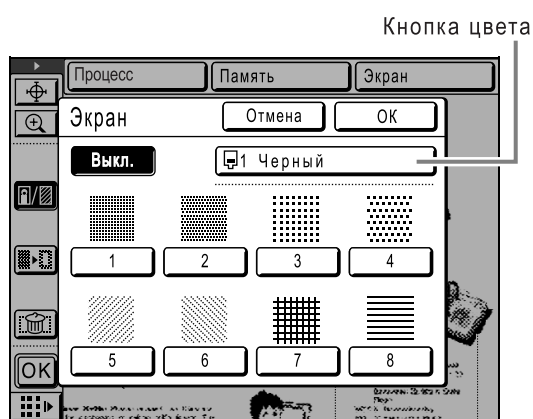 Кнопка цвета
Процесс
Память
Экран
Экран
Отмена
ОК
Выкл.
1 Черный
1
2
3
4
5
6
7
8
OK